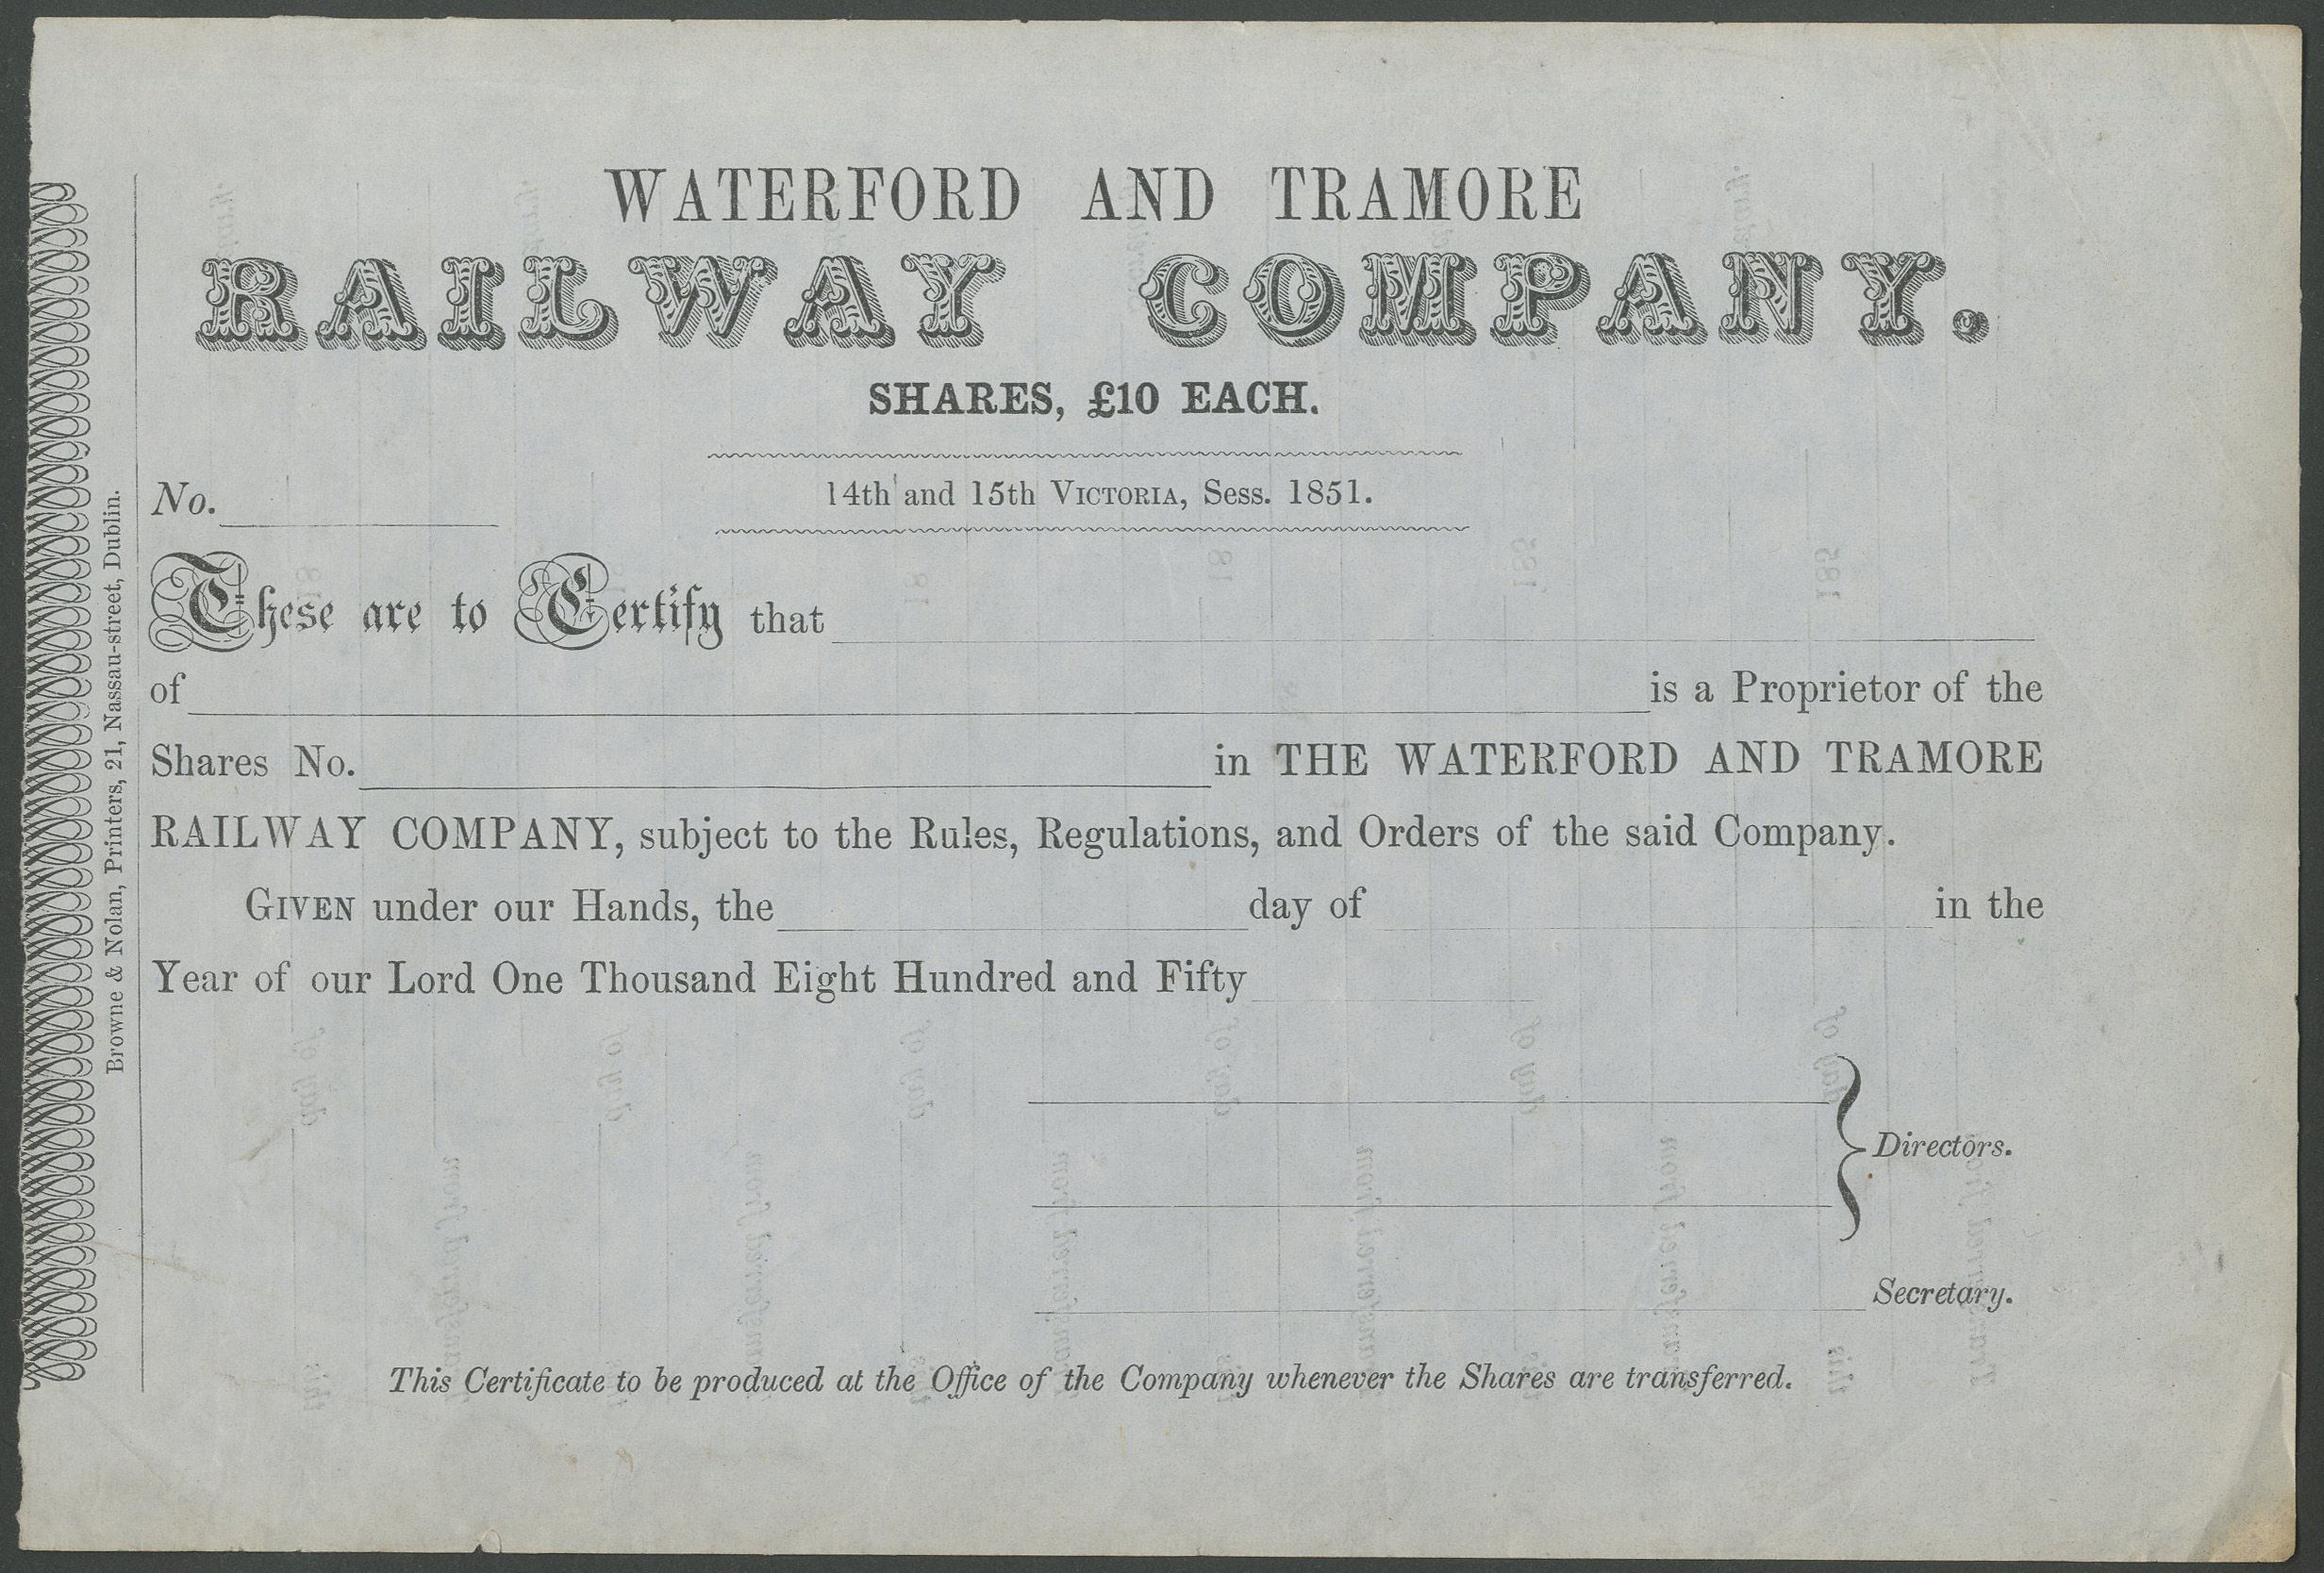 WATERFORD AND TRAMORE
RAILWAY COMPANY.
SHARES, £10 EACH.
No.
14th and 15th VICTORIA, Sess. 1851.
These are to Certify that
of is a Proprietor of the
Shares No. in THE WATERFORD AND TRAMORE
RAILWAY COMPANY, subject to the Rules, Regulations, and Orders of the said Company.
GIVEN under our Hands, the day of in the
Year of our Lord One Thousand Eight Hundred and Fifty
Directors.
Secretary.
This Certificate to be produced at the Office of the Company whenever the Shares are transferred.
Browne & Nolan, Printers, 21, Nassau-street, Dublin.